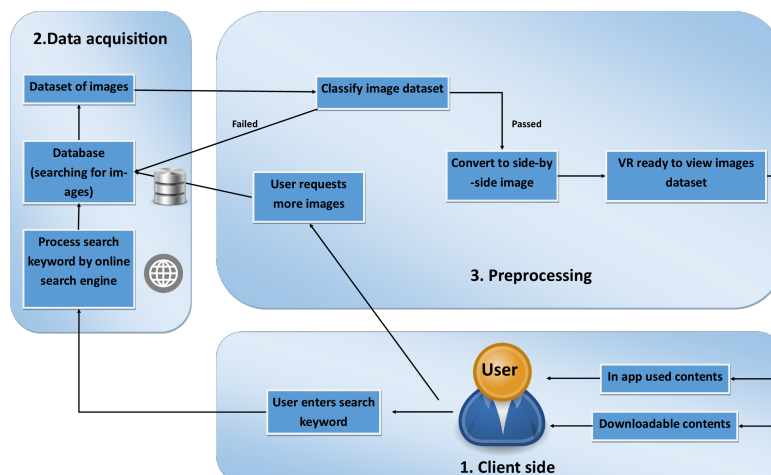 2.Data acquisition
Dataset of images
Database
(searching for im-
ages)
Process search
keyword by online
search engine
Classify image dataset
Failed
Passed
Convert to side-by
-side image
VR ready to view images
dataset
User requests
more images
3. Preprocessing
User
In app used contents
Downloadable contents
User enters search
keyword
1. Client side